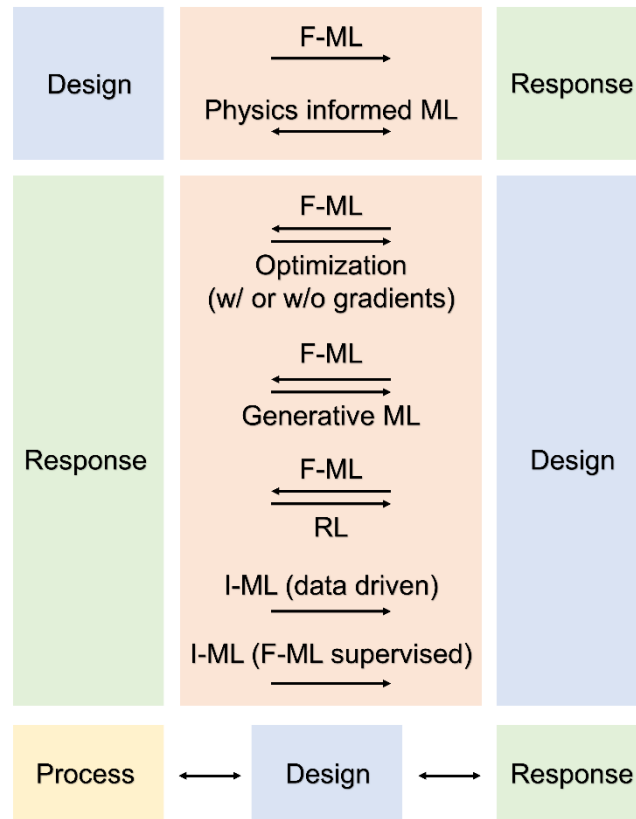 Design
F-ML
Physics informed ML
Response
Response
F-ML
Optimization
(w/ or w/o gradients)
F-ML
Generative ML
F-ML
RL
I-ML (data driven)
I-ML (F-ML supervised)
Design
Process
Design
Response